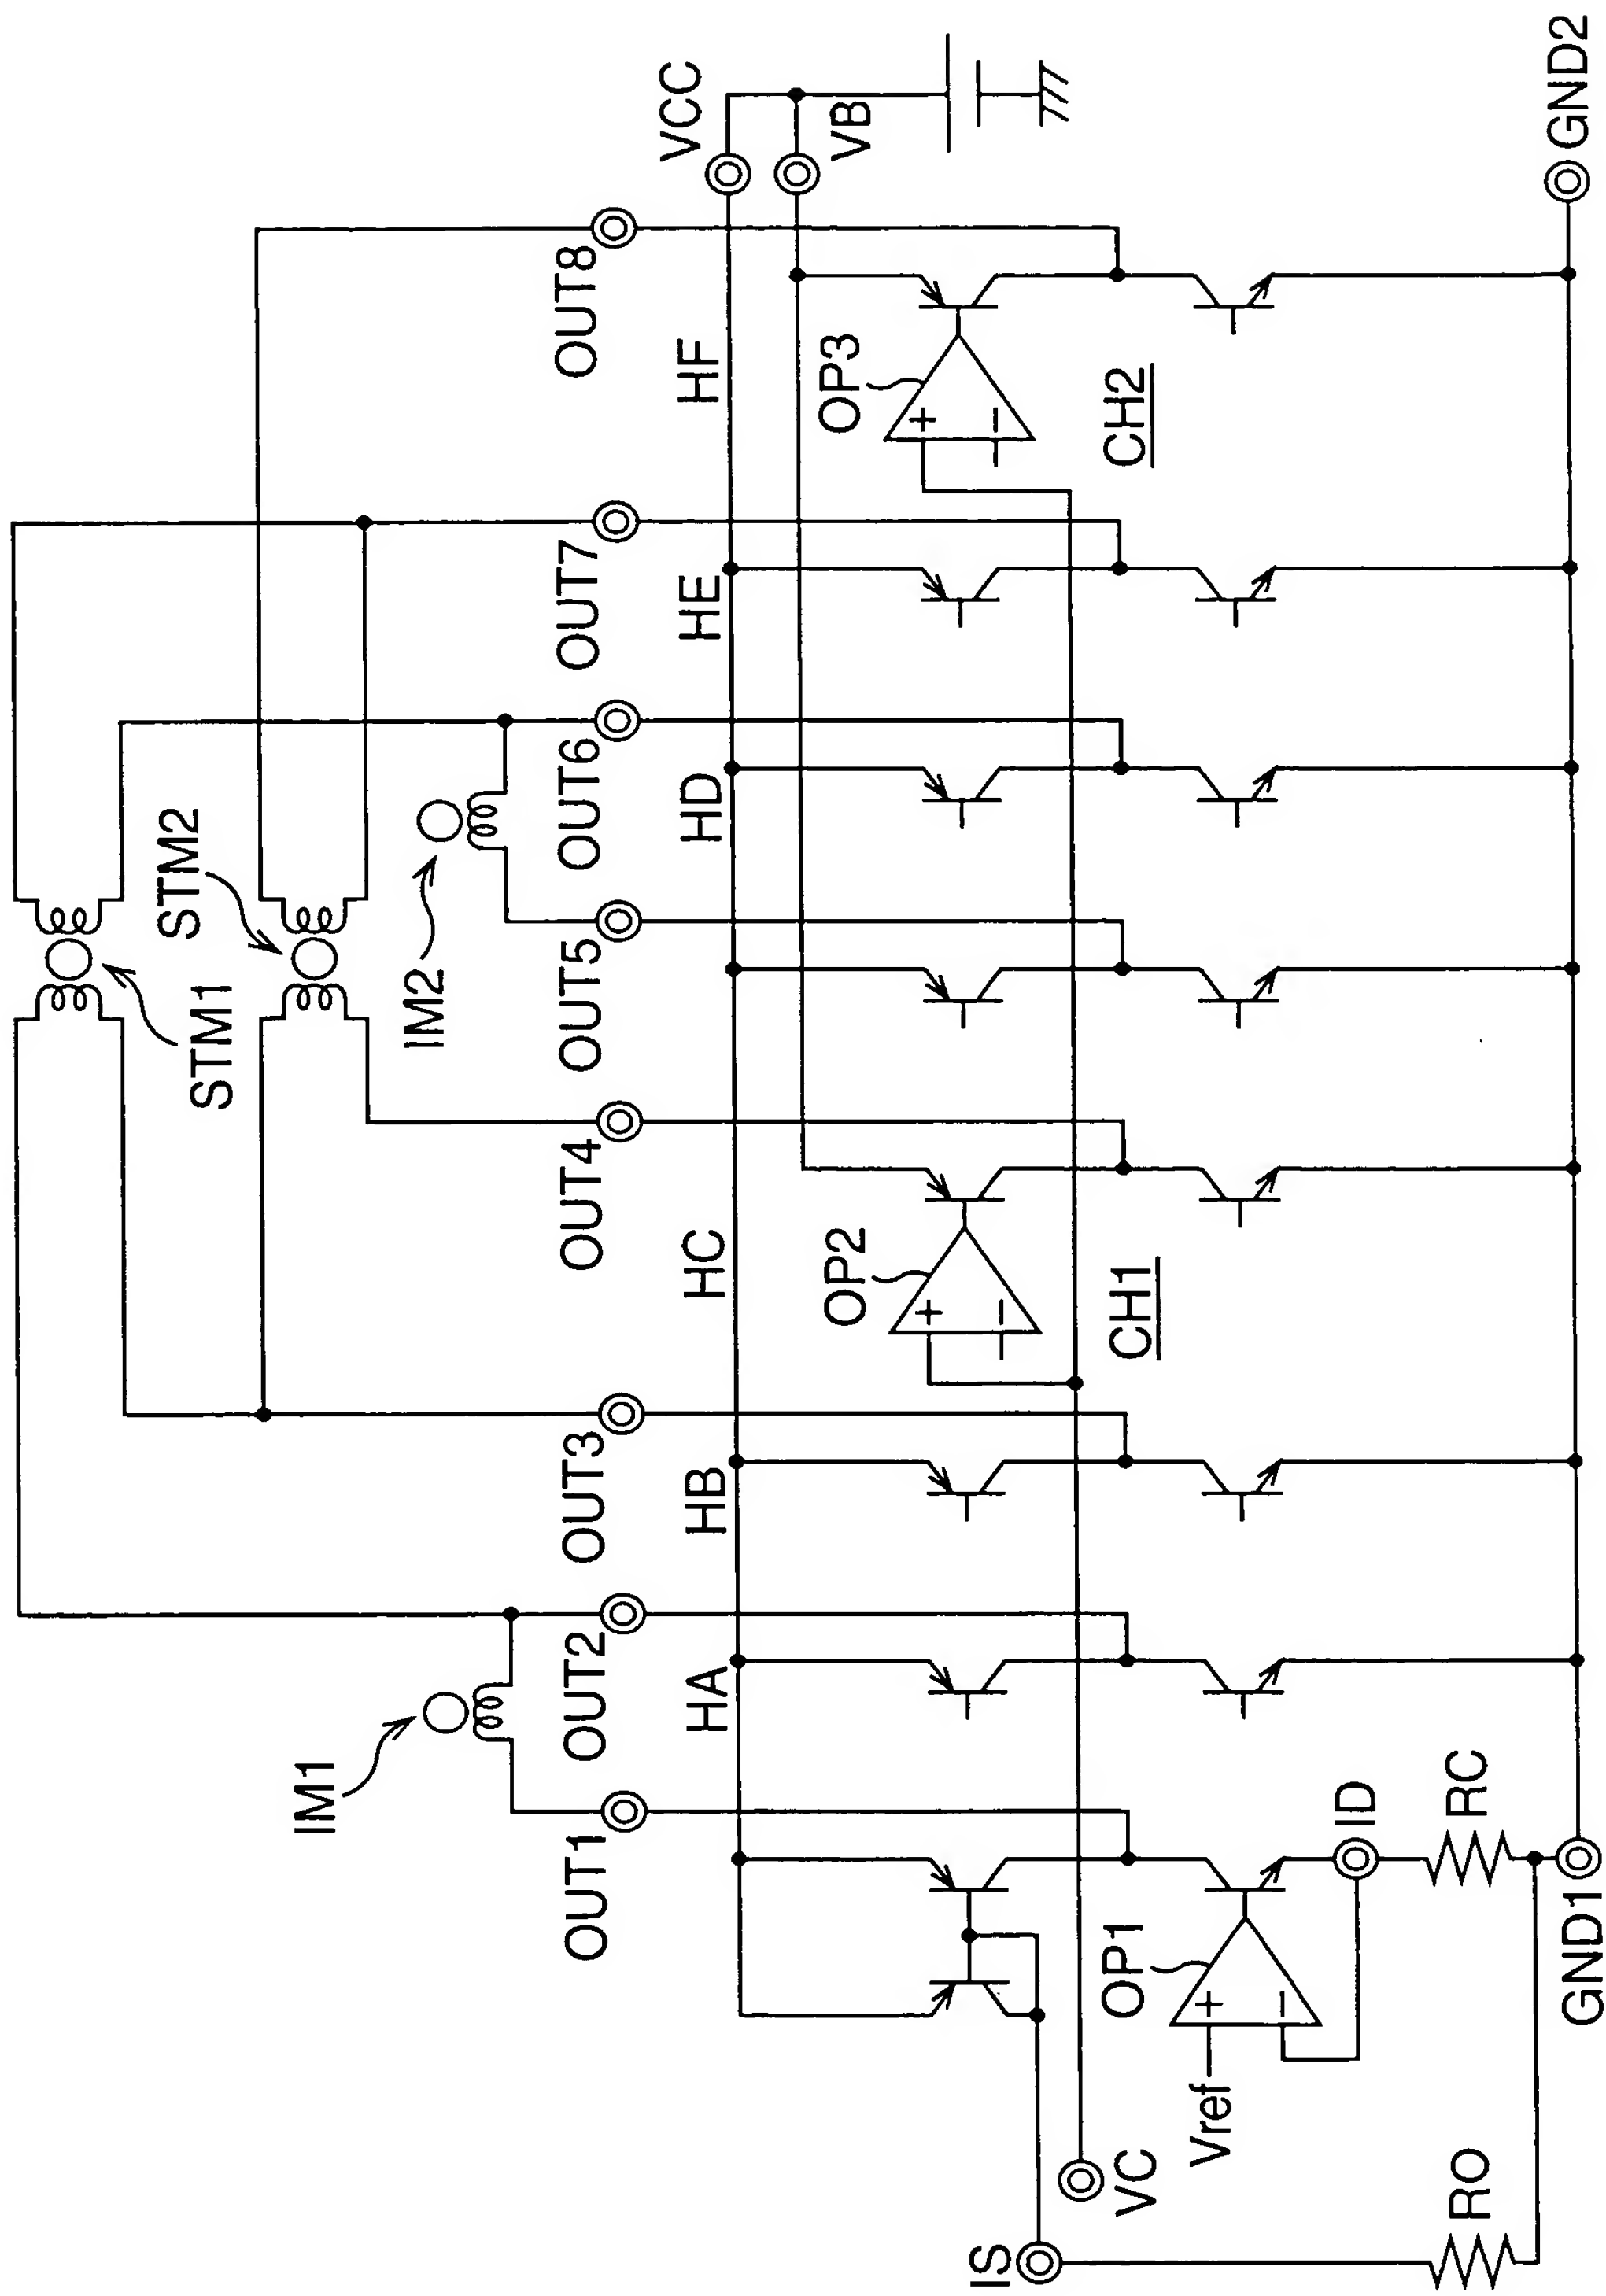 STM1
STM2
IM1
IM2
OUT1
OUT2
OUT3
OUT4
OUT5
OUT6
OUT7
OUT8
VCC
VB
HA
HB
HC
HD
HE
HF
OP2
+
−
OP3
+
−
CH1
CH2
IS
VC
OP1
+
−
Vref
ID
RO
RC
GND1
GND2